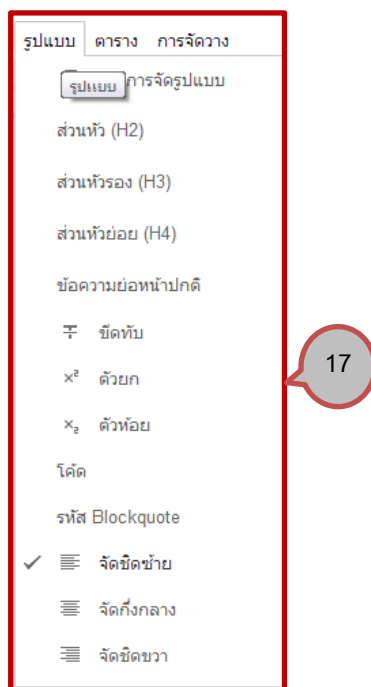 รูปแบบ ตาราง การจัดวาง
รูปแบบ การจัดรูปแบบ
ส่วนหัว (H2)
ส่วนหัวรอง (H3)
ส่วนหัวย่อย (H4)
ข้อความย่อหน้าปกติ
ขีดทับ
ตัวยก
ตัวห้อย
โค้ด
รหัส Blockquote
จัดชิดซ้าย
จัดกึ่งกลาง
จัดชิดขวา
17